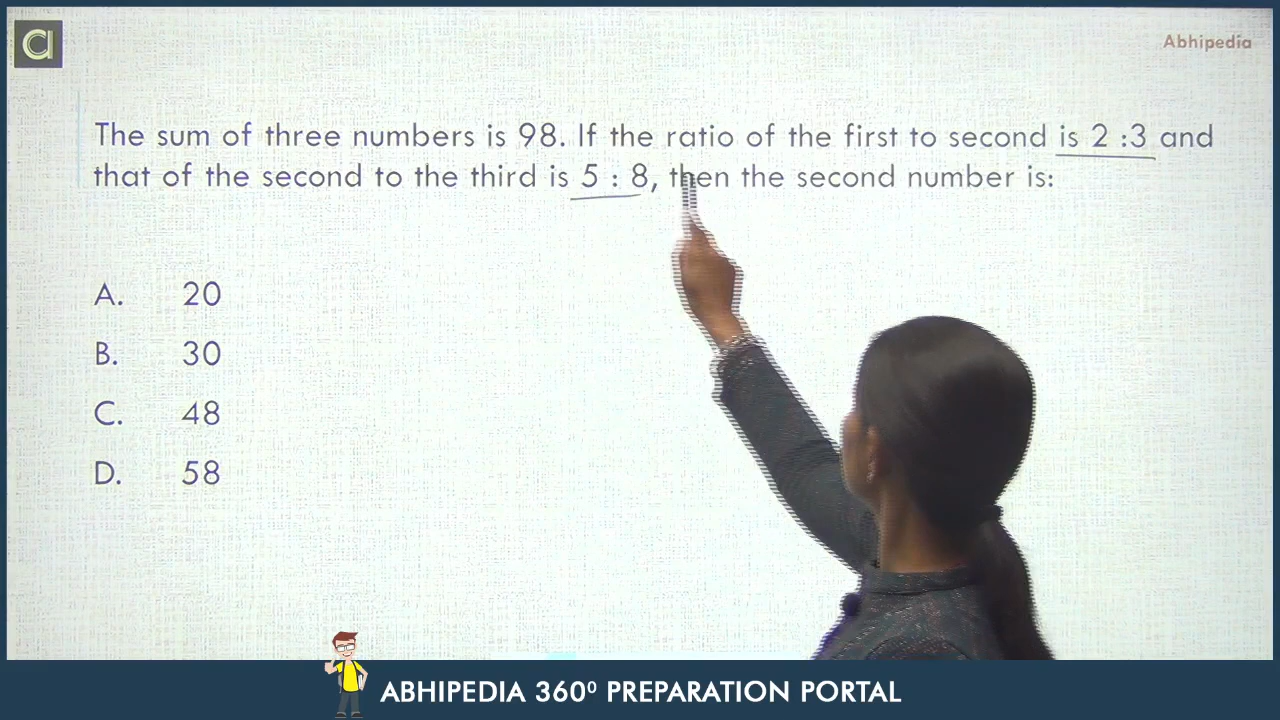 Abhipedia
The sum of three numbers is 98. If the ratio of the first to second is 2 :3 and
that of the second to the third is 5 : 8, then the second number is:
A. 20
B. 30
C. 48
D. 58
ABHIPEDIA 360⁰ PREPARATION PORTAL